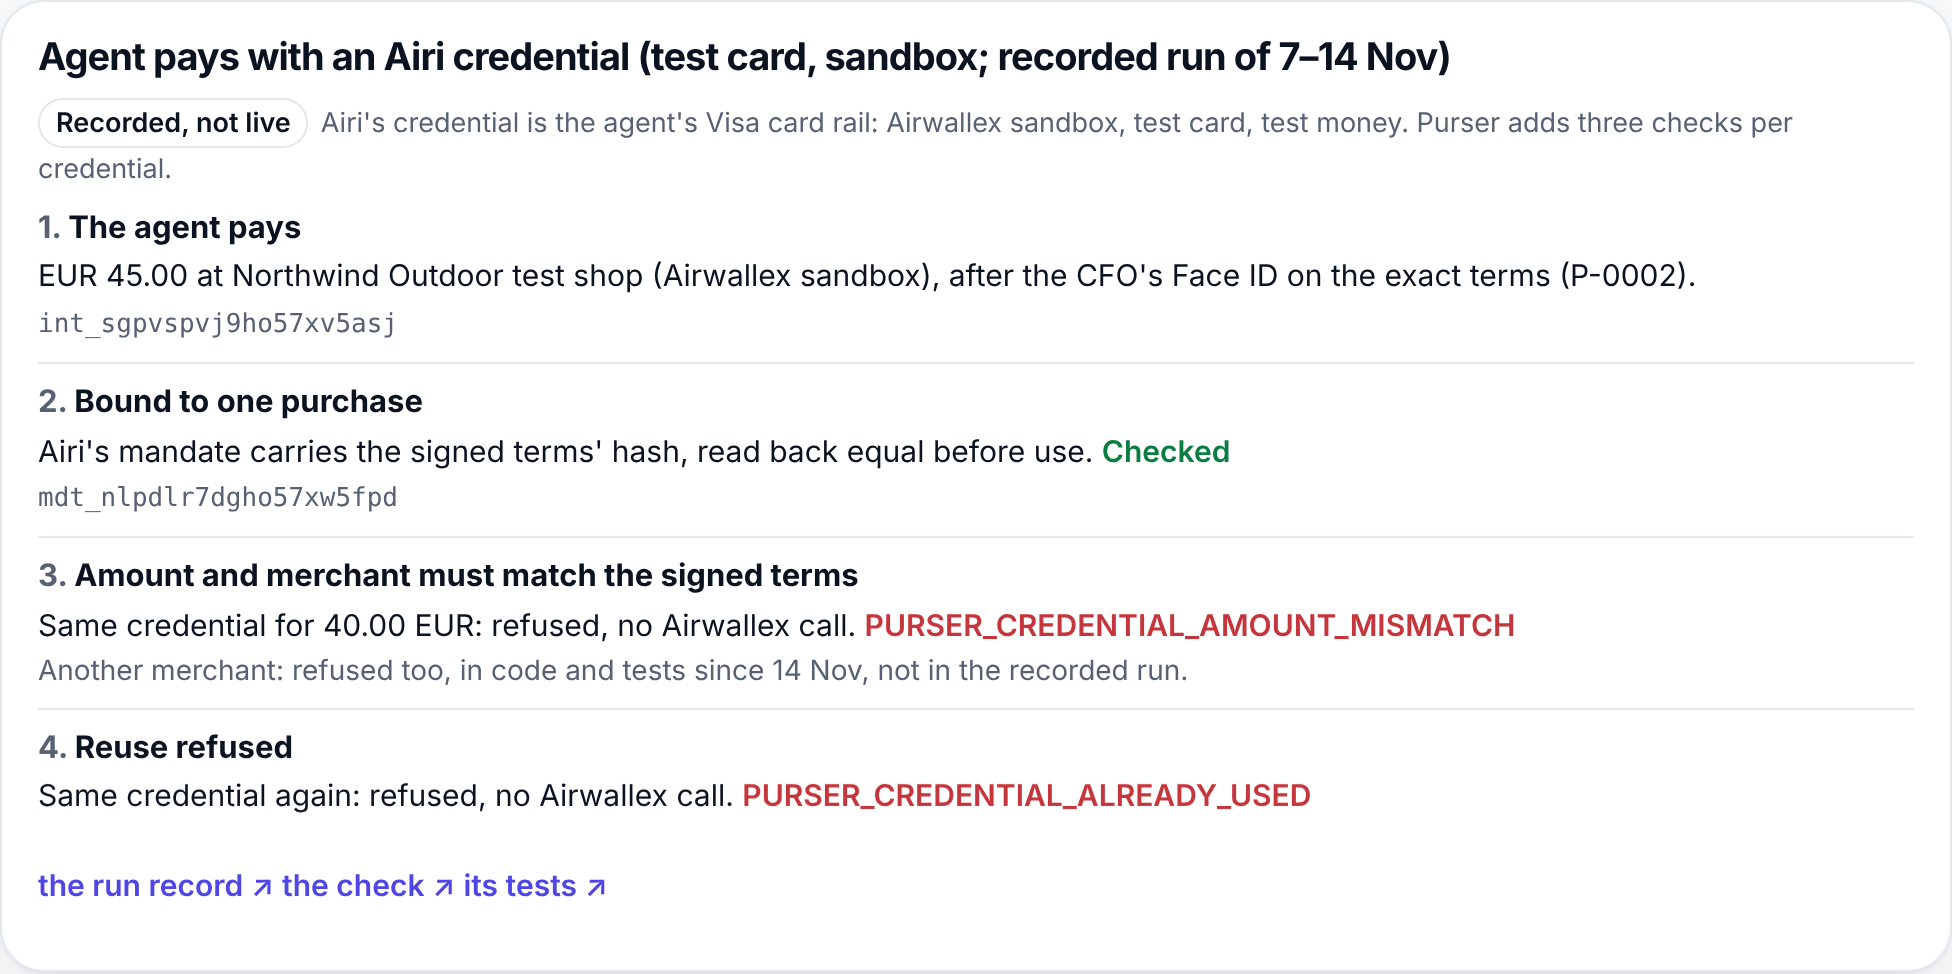 Agent pays with an Airi credential (test card, sandbox; recorded run of 7–14 Nov)
Recorded, not live Airi's credential is the agent's Visa card rail: Airwallex sandbox, test card, test money. Purser adds three checks per
credential.
1. The agent pays
EUR 45.00 at Northwind Outdoor test shop (Airwallex sandbox), after the CFO's Face ID on the exact terms (P-0002).
int_sgpvspvj9ho57xv5asj
2. Bound to one purchase
Airi's mandate carries the signed terms' hash, read back equal before use. Checked
mdt_nlpdlr7dgho57xw5fpd
3. Amount and merchant must match the signed terms
Same credential for 40.00 EUR: refused, no Airwallex call. PURSER_CREDENTIAL_AMOUNT_MISMATCH
Another merchant: refused too, in code and tests since 14 Nov, not in the recorded run.
4. Reuse refused
Same credential again: refused, no Airwallex call. PURSER_CREDENTIAL_ALREADY_USED
the run record ↗ the check ↗ its tests ↗